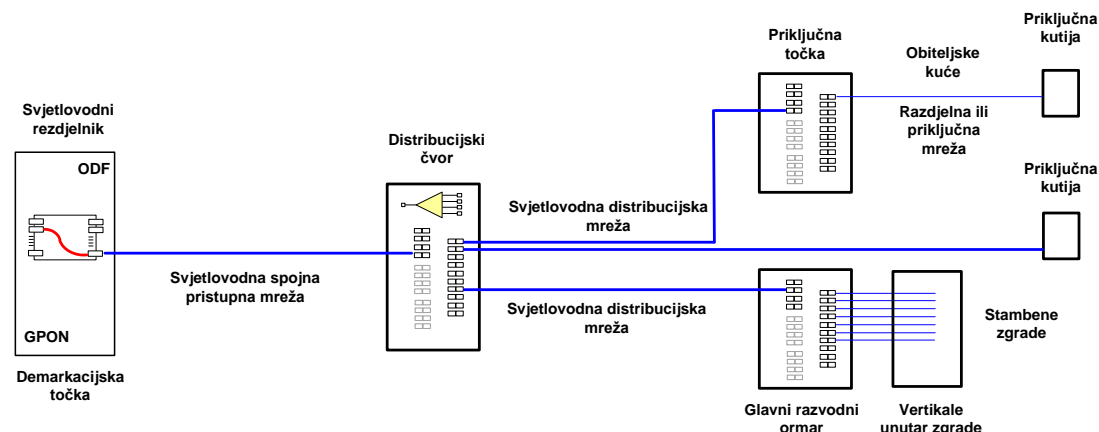 Svjetlovodni
rezdjelnik
ODF
GPON
Demarkacijska
točka
Svjetlovodna spojna
pristupna mreža
Distribucijski
čvor
Svjetlovodna distribucijska
mreža
Svjetlovodna distribucijska
mreža
Priključna
točka
Obiteljske
kuće
Razdjelna ili
priključna
mreža
Priključna
kutija
Priključna
kutija
Stambene
zgrade
Glavni razvodni
ormar
Vertikale
unutar zgrade